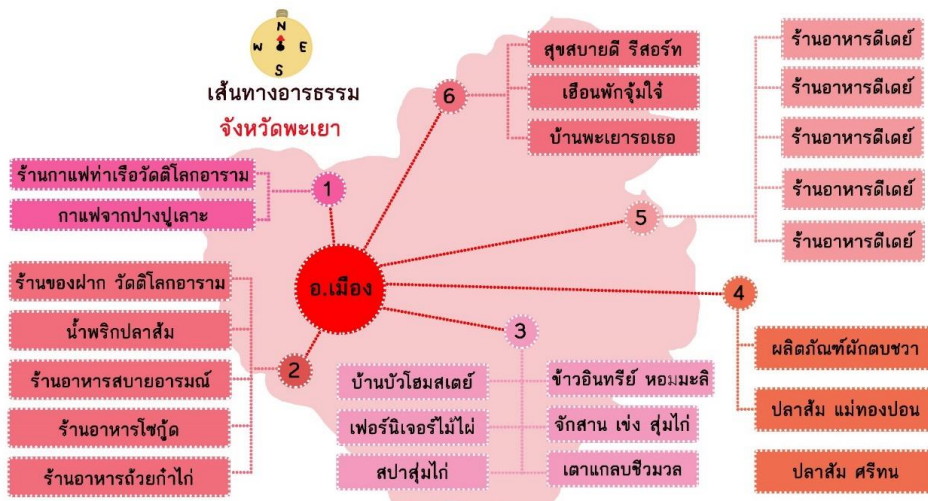 N
W E
S
เส้นทางอารธรรม
จังหวัดพะเยา
อ.เมือง
1
ร้านกาแฟท่าเรือวัดติโลกอาราม
กาแฟจากปางปูเลาะ
2
ร้านของฝาก วัดติโลกอาราม
น้ำพริกปลาส้ม
ร้านอาหารสบายอารมณ์
ร้านอาหารโซกู้ด
ร้านอาหารถ้วยก๋าไก่
3
บ้านบัวโฮมสเตย์
เฟอร์นิเจอร์ไม้ไผ่
สปาสุ่มไก่
ข้าวอินทรีย์ หอมมะลิ
จักสาน เข่ง สุ่มไก่
เตาแกลบชีวมวล
4
ผลิตภัณฑ์ผักตบชวา
ปลาส้ม แม่ทองปอน
ปลาส้ม ศรีทน
5
ร้านอาหารดีเดย์
ร้านอาหารดีเดย์
ร้านอาหารดีเดย์
ร้านอาหารดีเดย์
ร้านอาหารดีเดย์
6
สุขสบายดี รีสอร์ท
เฮือนพักจุ้มใจ๋
บ้านพะเยารอเธอ